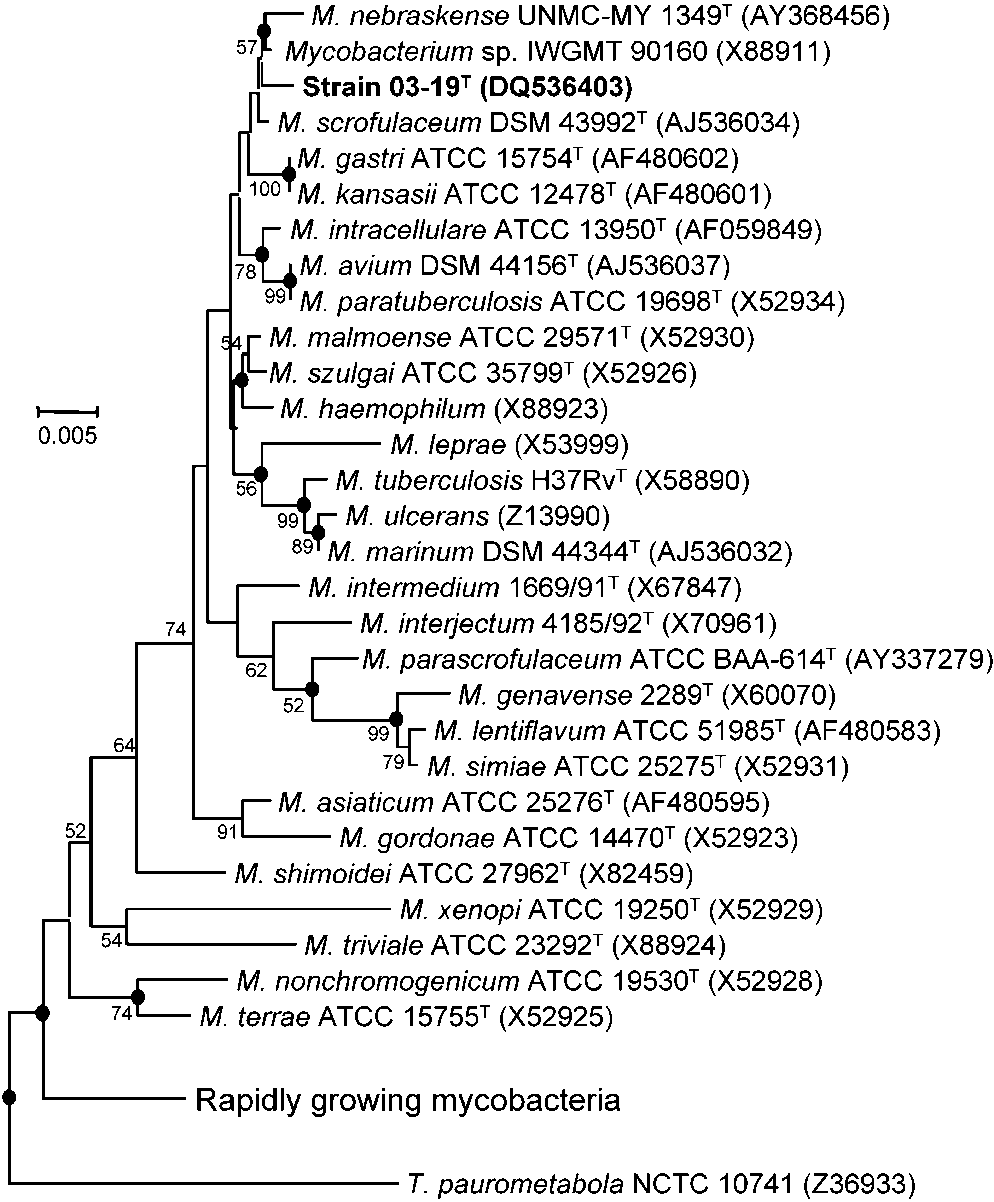 M. nebraskense UNMC-MY 1349ᵀ (AY368456)
57
Mycobacterium sp. IWGMT 90160 (X88911)
Strain 03-19ᵀ (DQ536403)
M. scrofulaceum DSM 43992ᵀ (AJ536034)
M. gastri ATCC 15754ᵀ (AF480602)
100
M. kansasii ATCC 12478ᵀ (AF480601)
M. intracellulare ATCC 13950ᵀ (AF059849)
78
M. avium DSM 44156ᵀ (AJ536037)
99
M. paratuberculosis ATCC 19698ᵀ (X52934)
M. malmoense ATCC 29571ᵀ (X52930)
54
M. szulgai ATCC 35799ᵀ (X52926)
M. haemophilum (X88923)
0.005
M. leprae (X53999)
M. tuberculosis H37Rvᵀ (X58890)
56
M. ulcerans (Z13990)
99
89
M. marinum DSM 44344ᵀ (AJ536032)
M. intermedium 1669/91ᵀ (X67847)
M. interjectum 4185/92ᵀ (X70961)
74
62
M. parascrofulaceum ATCC BAA-614ᵀ (AY337279)
M. genavense 2289ᵀ (X60070)
52
M. lentiflavum ATCC 51985ᵀ (AF480583)
99
64
79
M. simiae ATCC 25275ᵀ (X52931)
M. asiaticum ATCC 25276ᵀ (AF480595)
52
91
M. gordonae ATCC 14470ᵀ (X52923)
M. shimoidei ATCC 27962ᵀ (X82459)
M. xenopi ATCC 19250ᵀ (X52929)
54
M. triviale ATCC 23292ᵀ (X88924)
M. nonchromogenicum ATCC 19530ᵀ (X52928)
74
M. terrae ATCC 15755ᵀ (X52925)
Rapidly growing mycobacteria
T. paurometabola NCTC 10741 (Z36933)